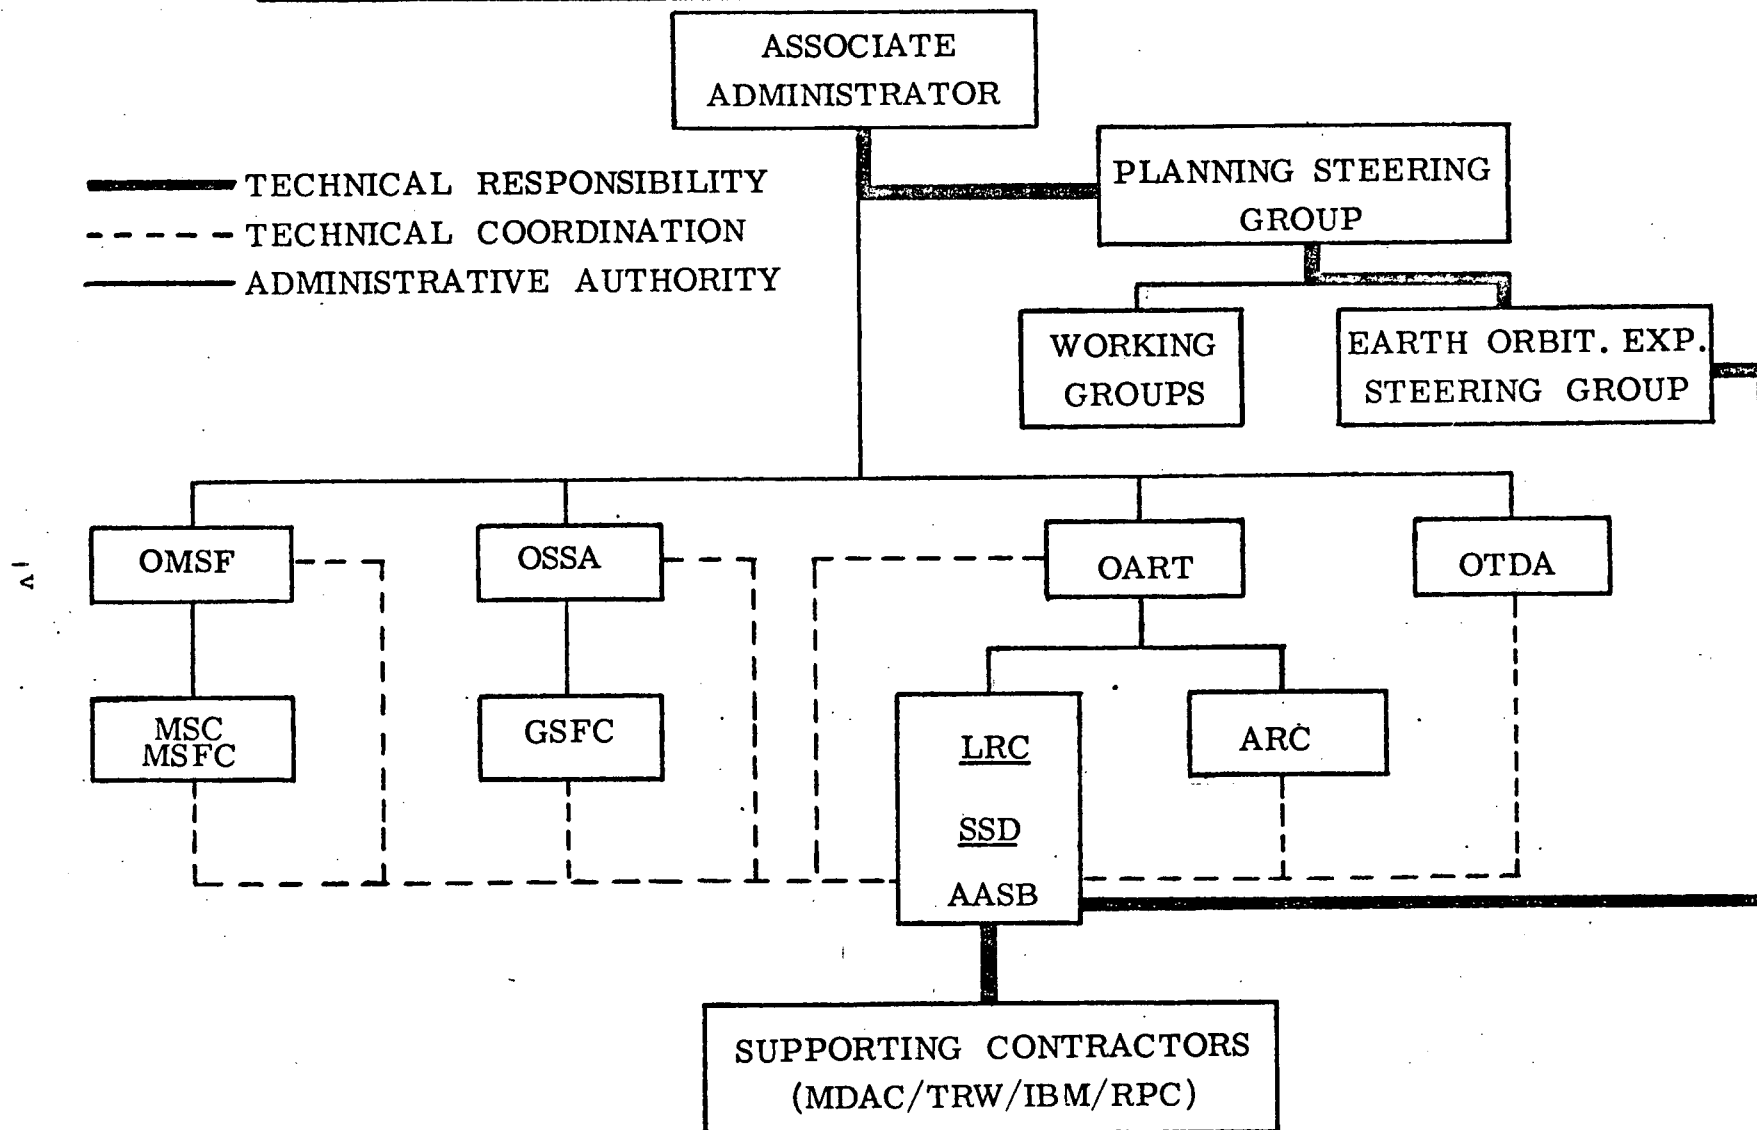 ASSOCIATE
ADMINISTRATOR
TECHNICAL RESPONSIBILITY
TECHNICAL COORDINATION
ADMINISTRATIVE AUTHORITY
PLANNING STEERING
GROUP
WORKING
GROUPS
EARTH ORBIT. EXP.
STEERING GROUP
OMSF
OSSA
OART
OTDA
MSC
MSFC
GSFC
LRC
SSD
AASB
ARC
SUPPORTING CONTRACTORS
(MDAC/TRW/IBM/RPC)